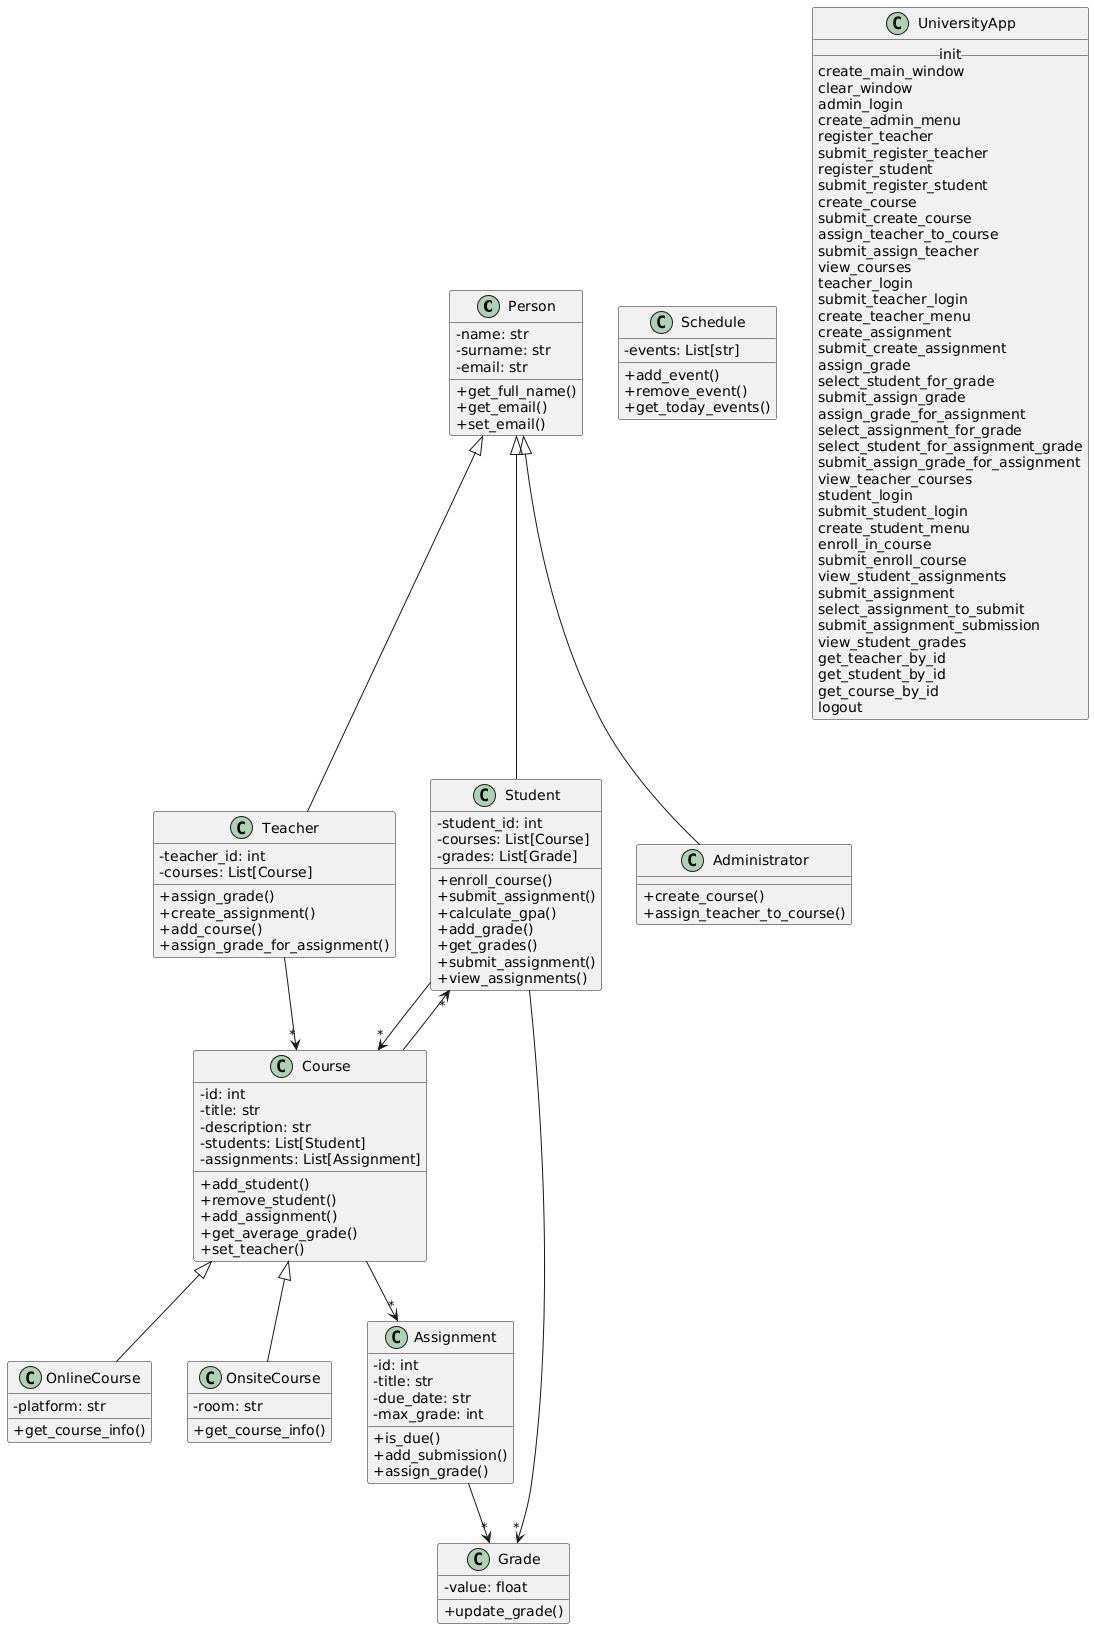 C UniversityApp
init
create_main_window
clear_window
admin_login
create_admin_menu
register_teacher
submit_register_teacher
register_student
submit_register_student
create_course
submit_create_course
assign_teacher_to_course
submit_assign_teacher
view_courses
teacher_login
submit_teacher_login
create_teacher_menu
create_assignment
submit_create_assignment
assign_grade
select_student_for_grade
submit_assign_grade
assign_grade_for_assignment
select_assignment_for_grade
select_student_for_assignment_grade
submit_assign_grade_for_assignment
view_teacher_courses
student_login
submit_student_login
create_student_menu
enroll_in_course
submit_enroll_course
view_student_assignments
submit_assignment
select_assignment_to_submit
submit_assignment_submission
view_student_grades
get_teacher_by_id
get_student_by_id
get_course_by_id
logout
C Person
-name: str
-surname: str
-email: str
+get_full_name()
+get_email()
+set_email()
C Schedule
-events: List[str]
+add_event()
+remove_event()
+get_today_events()
C Teacher
-teacher_id: int
-courses: List[Course]
+assign_grade()
+create_assignment()
+add_course()
+assign_grade_for_assignment()
C Student
-student_id: int
-courses: List[Course]
-grades: List[Grade]
+enroll_course()
+submit_assignment()
+calculate_gpa()
+add_grade()
+get_grades()
+submit_assignment()
+view_assignments()
C Administrator
+create_course()
+assign_teacher_to_course()
*
*
*
C Course
-id: int
-title: str
-description: str
-students: List[Student]
-assignments: List[Assignment]
+add_student()
+remove_student()
+add_assignment()
+get_average_grade()
+set_teacher()
*
C OnlineCourse
-platform: str
+get_course_info()
C OnsiteCourse
-room: str
+get_course_info()
C Assignment
-id: int
-title: str
-due_date: str
-max_grade: int
+is_due()
+add_submission()
+assign_grade()
*
*
C Grade
-value: float
+update_grade()